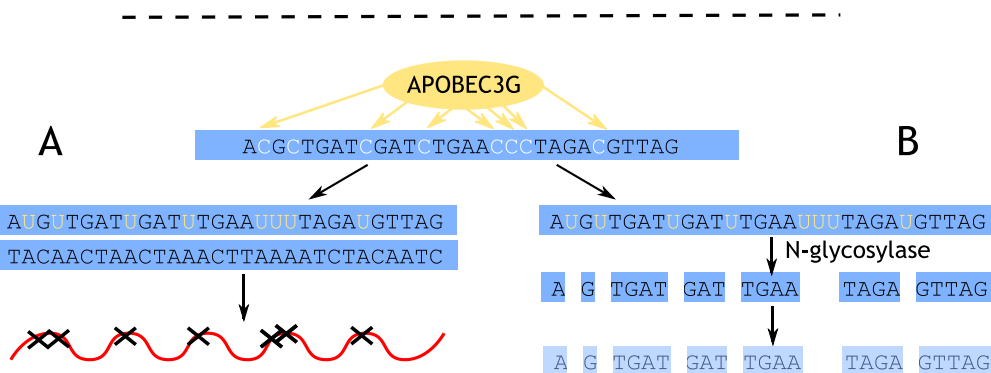 APOBEC3G
A
B
ACGCTGATCGATCTGAACCCTAGACGTTAG
AUGUTGATUGATUTGAAUUUTAGAUGTTAG
TACAACTAACTAAACTTAAAATCTACAATC
AUGUTGATUGATUTGAAUUUTAGAUGTTAG
N-glycosylase
A G TGAT GAT TGAA TAGA GTTAG
A G TGAT GAT TGAA TAGA GTTAG